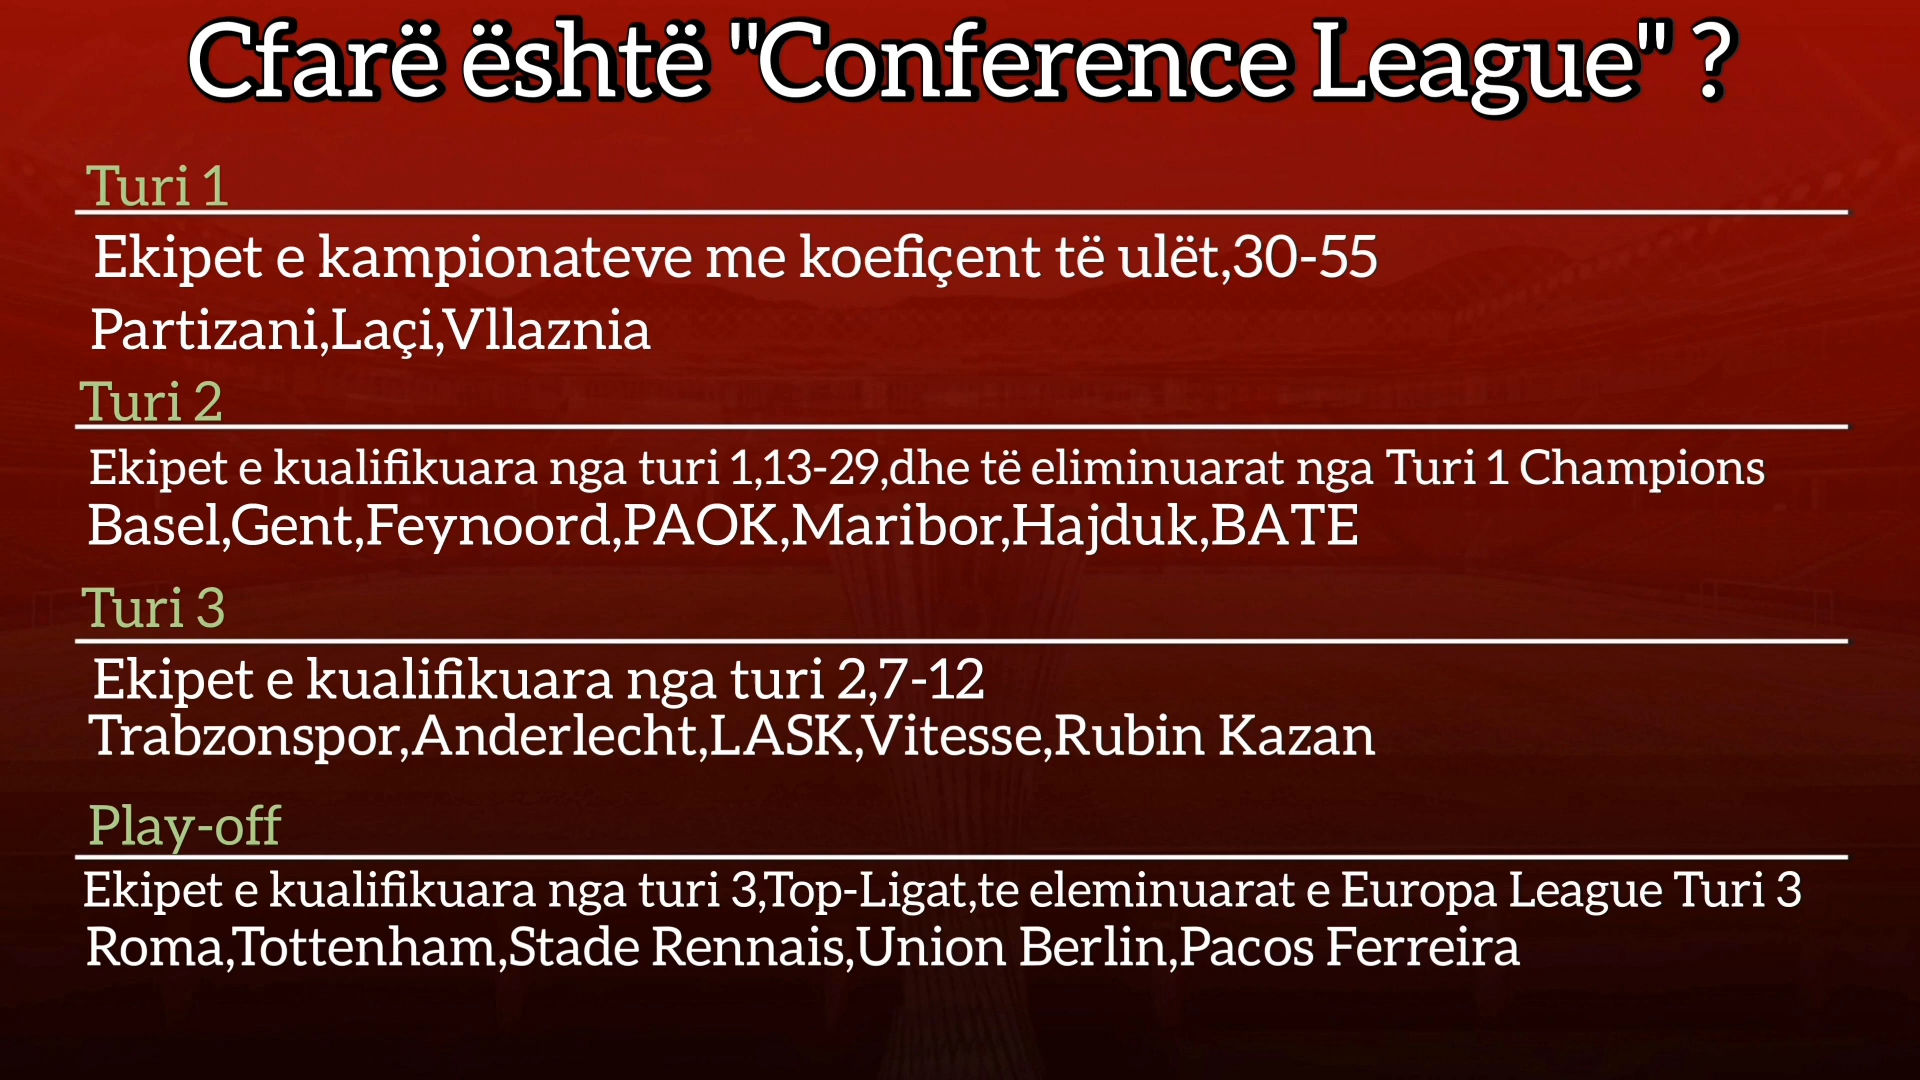 Cfarë është "Conference League" ?
Turi 1
Ekipet e kampionateve me koefiçent të ulët,30-55
Partizani,Laçi,Vllaznia
Turi 2
Ekipet e kualifikuara nga turi 1,13-29,dhe të eliminuarat nga Turi 1 Champions
Basel,Gent,Feynoord,PAOK,Maribor,Hajduk,BATE
Turi 3
Ekipet e kualifikuara nga turi 2,7-12
Trabzonspor,Anderlecht,LASK,Vitesse,Rubin Kazan
Play-off
Ekipet e kualifikuara nga turi 3,Top-Ligat,te eleminuarat e Europa League Turi 3
Roma,Tottenham,Stade Rennais,Union Berlin,Pacos Ferreira